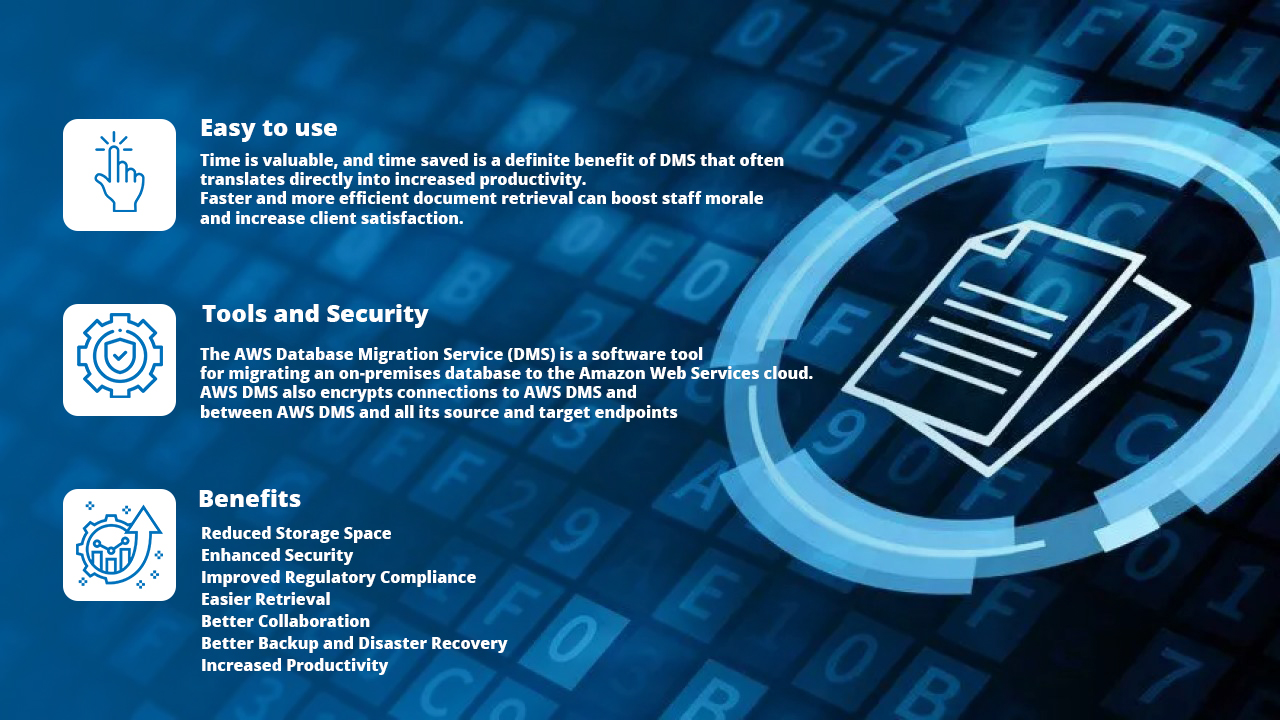 Easy to use
Time is valuable, and time saved is a definite benefit of DMS that often
translates directly into increased productivity.
Faster and more efficient document retrieval can boost staff morale
and increase client satisfaction.
Tools and Security
The AWS Database Migration Service (DMS) is a software tool
for migrating an on-premises database to the Amazon Web Services cloud.
AWS DMS also encrypts connections to AWS DMS and
between AWS DMS and all its source and target endpoints
Benefits
Reduced Storage Space
Enhanced Security
Improved Regulatory Compliance
Easier Retrieval
Better Collaboration
Better Backup and Disaster Recovery
Increased Productivity